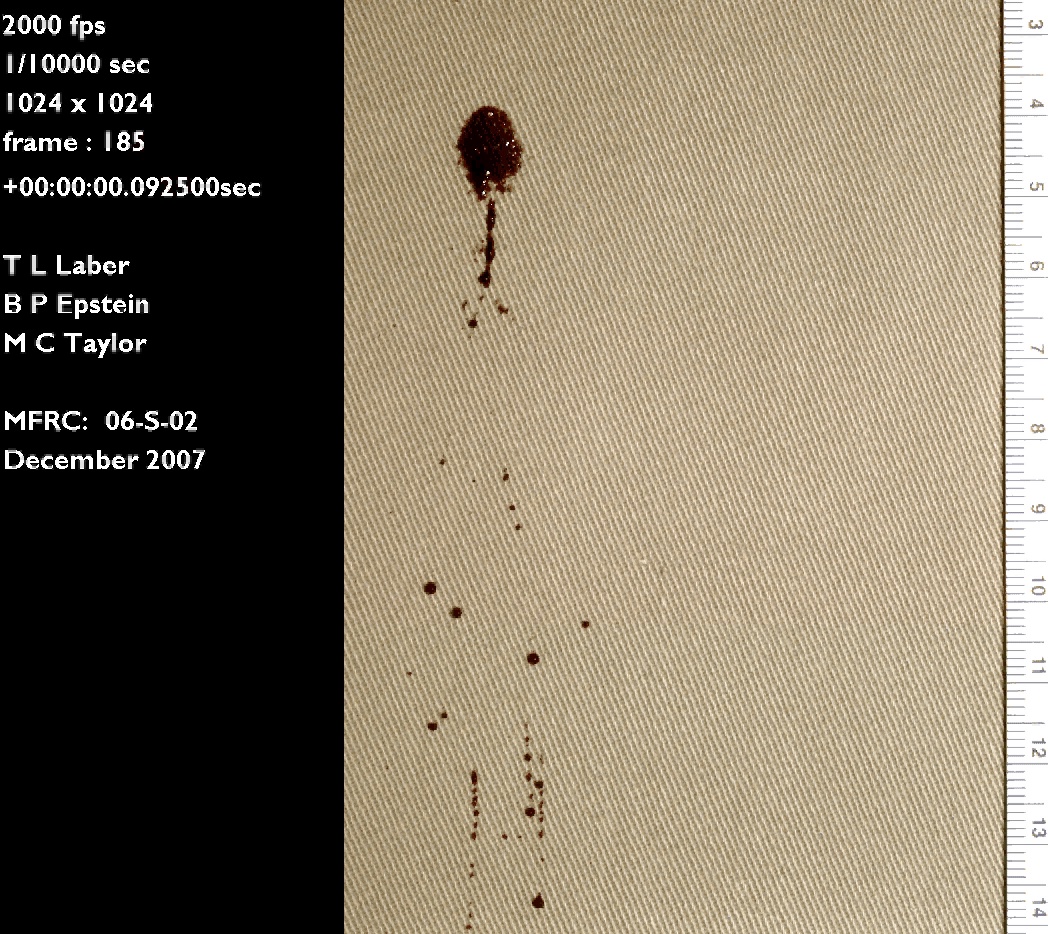 2000 fps
1/10000 sec
1024 x 1024
frame : 185
+00:00:00.092500sec
T L Laber
B P Epstein
M C Taylor
MFRC: 06-S-02
December 2007
3
4
5
6
7
8
9
10
11
12
13
14